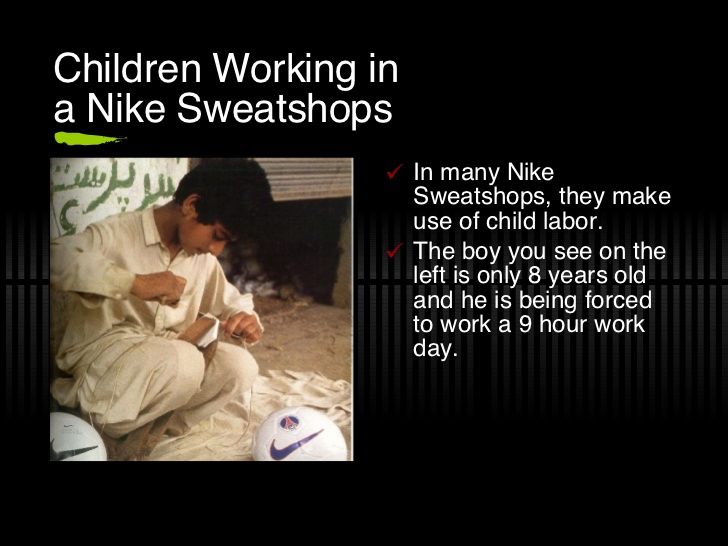 Children Working in
a Nike Sweatshops
سرپرست
✓ In many Nike
Sweatshops, they make
use of child labor.
✓ The boy you see on the
left is only 8 years old
and he is being forced
to work a 9 hour work
day.